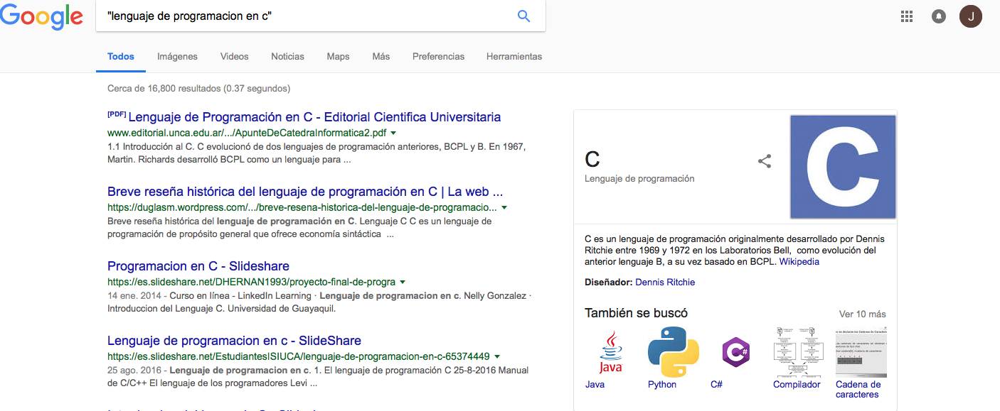 Google
"lenguaje de programacion en c"
J
Todos Imágenes Videos Noticias Maps Más Preferencias Herramientas
Cerca de 16,800 resultados (0.37 segundos)
[PDF] Lenguaje de Programación en C - Editorial Cientifica Universitaria
www.editorial.unca.edu.ar/.../ApunteDeCatedraInformatica2.pdf
1.1 Introducción al C. C evolucionó de dos lenguajes de programación anteriores, BCPL y B. En 1967,
Martin. Richards desarrolló BCPL como un lenguaje para ...
Breve reseña histórica del lenguaje de programación en C | La web ...
https://duglasm.wordpress.com/.../breve-resena-historica-del-lenguaje-de-programacio...
Breve reseña histórica del lenguaje de programación en C. Lenguaje C C es un lenguaje de
programación de propósito general que ofrece economía sintáctica ...
Programacion en C - Slideshare
https://es.slideshare.net/DHERNAN1993/proyecto-final-de-progra
14 ene. 2014 - Curso en línea - LinkedIn Learning · Lenguaje de programacion en c. Nelly Gonzalez ·
Introduccion del Lenguaje C. Universidad de Guayaquil.
Lenguaje de programacion en c - SlideShare
https://es.slideshare.net/EstudiantesISIUCA/lenguaje-de-programacion-en-c-65374449
25 ago. 2016 - Lenguaje de programacion en c. 1. El lenguaje de programación C 25-8-2016 Manual
de C/C++ El lenguaje de los programadores Levi ...
C
Lenguaje de programación
C
C es un lenguaje de programación originalmente desarrollado por Dennis
Ritchie entre 1969 y 1972 en los Laboratorios Bell, como evolución del
anterior lenguaje B, a su vez basado en BCPL. Wikipedia
Diseñador: Dennis Ritchie
También se buscó Ver 10 más
Java
C#
Java Python C# Compilador Cadena de
caracteres